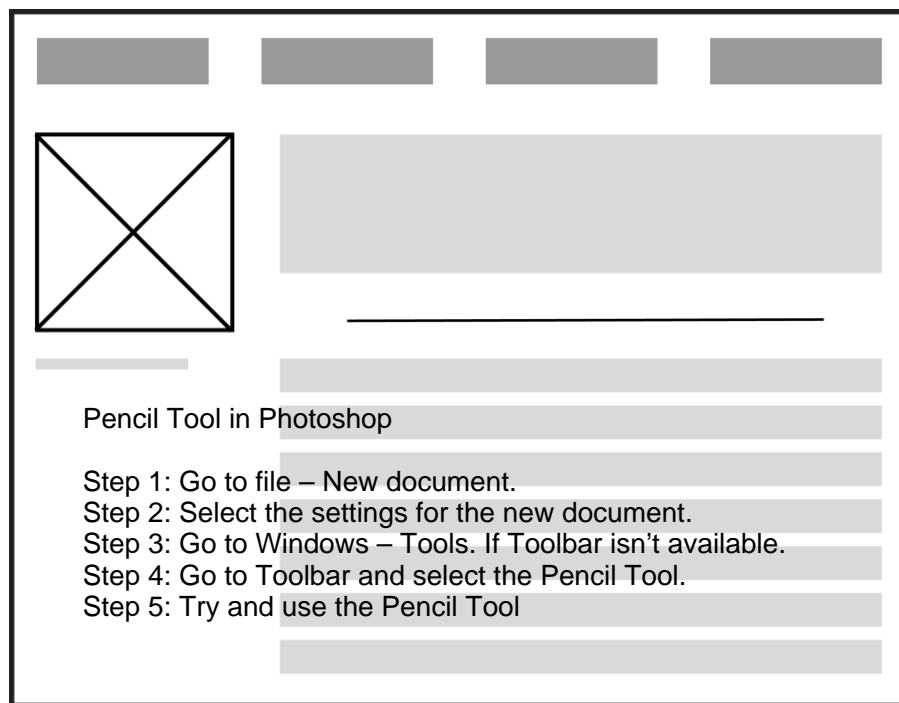 Pencil Tool in Photoshop
Step 1: Go to file – New document.
Step 2: Select the settings for the new document.
Step 3: Go to Windows – Tools. If Toolbar isn’t available.
Step 4: Go to Toolbar and select the Pencil Tool.
Step 5: Try and use the Pencil Tool